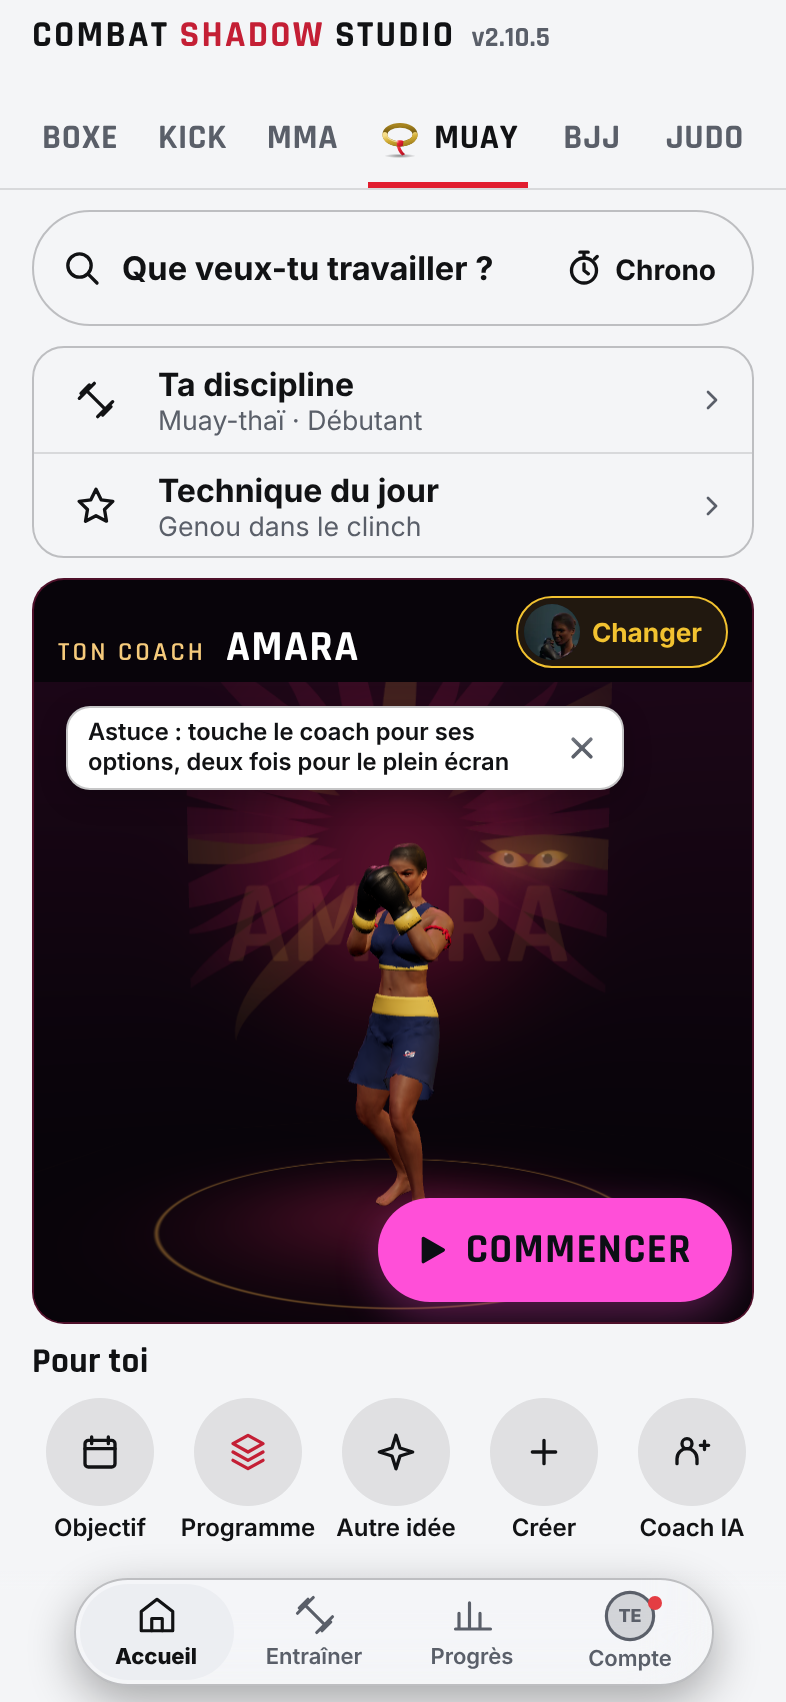 COMBAT SHADOW STUDIO v2.10.5
BOXE KICK MMA MUAY BJJ JUDO
Que veux-tu travailler ? Chrono
Ta discipline
Muay-thaï · Débutant
Technique du jour
Genou dans le clinch
TON COACH AMARA Changer
Astuce : touche le coach pour ses
options, deux fois pour le plein écran
AMARA
COMMENCER
Pour toi
Objectif Programme Autre idée Créer Coach IA
TE
Accueil Entraîner Progrès Compte